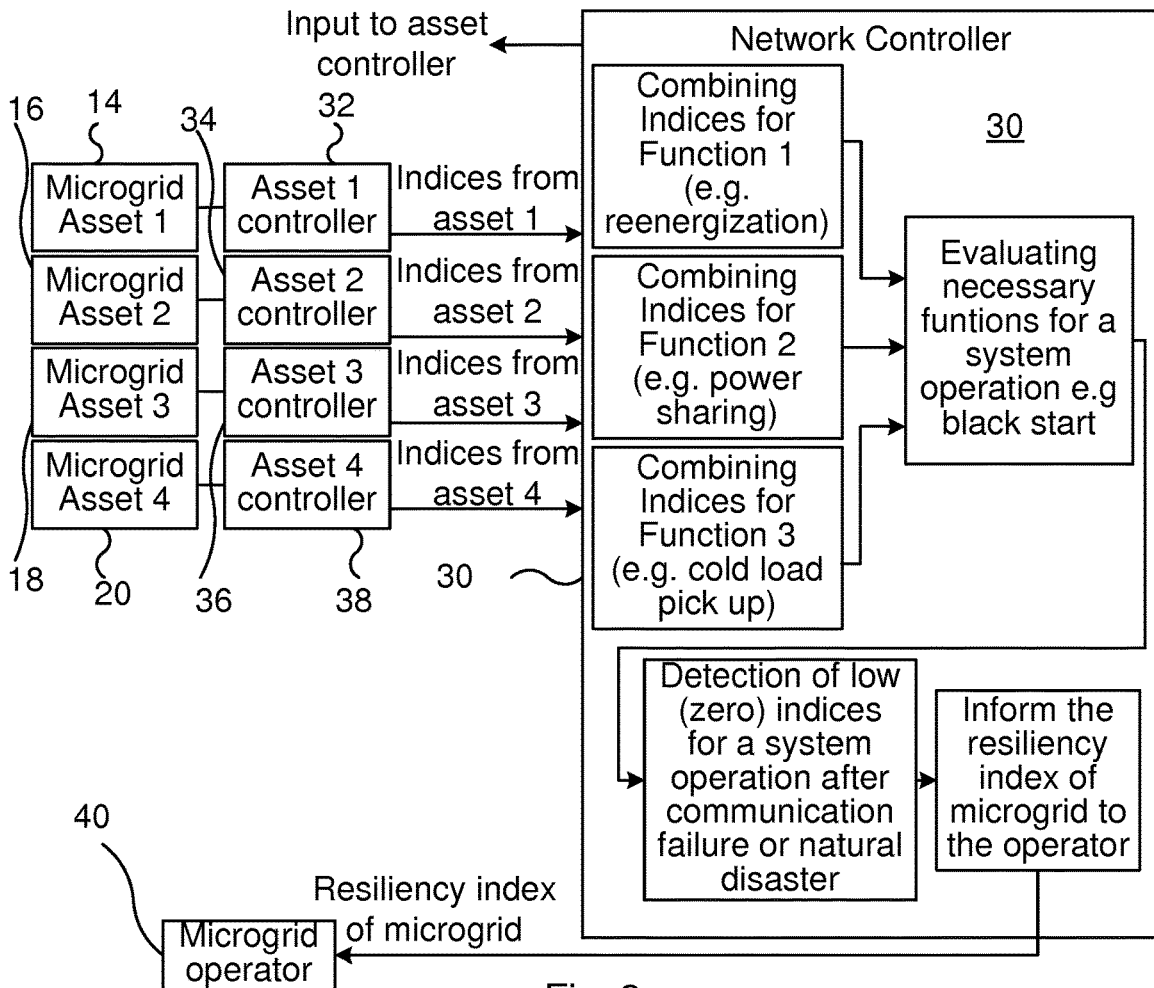 Input to asset
controller
Network Controller
30
16
14
34
32
Microgrid
Asset 1
Asset 1
controller
Indices from
asset 1
Microgrid
Asset 2
Asset 2
controller
Indices from
asset 2
Microgrid
Asset 3
Asset 3
controller
Indices from
asset 3
Microgrid
Asset 4
Asset 4
controller
Indices from
asset 4
18
20
36
38
30
Combining
Indices for
Function 1
(e.g.
reenergization)
Combining
Indices for
Function 2
(e.g. power
sharing)
Combining
Indices for
Function 3
(e.g. cold load
pick up)
Evaluating
necessary
funtions for a
system
operation e.g
black start
Detection of low
(zero) indices
for a system
operation after
communication
failure or natural
disaster
Inform the
resiliency
index of
microgrid to
the operator
40
Resiliency index
of microgrid
Microgrid
operator